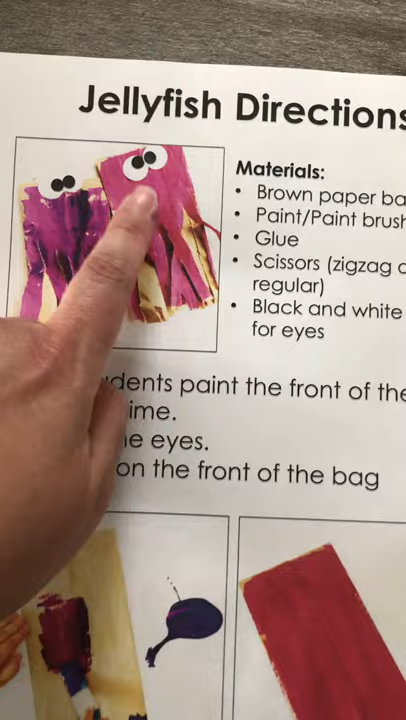 Jellyfish Directions
Materials:
• Brown paper ba
• Paint/Paint brush
• Glue
• Scissors (zigzag o
regular)
• Black and white
for eyes
dents paint the front of the
ime.
e eyes.
on the front of the bag